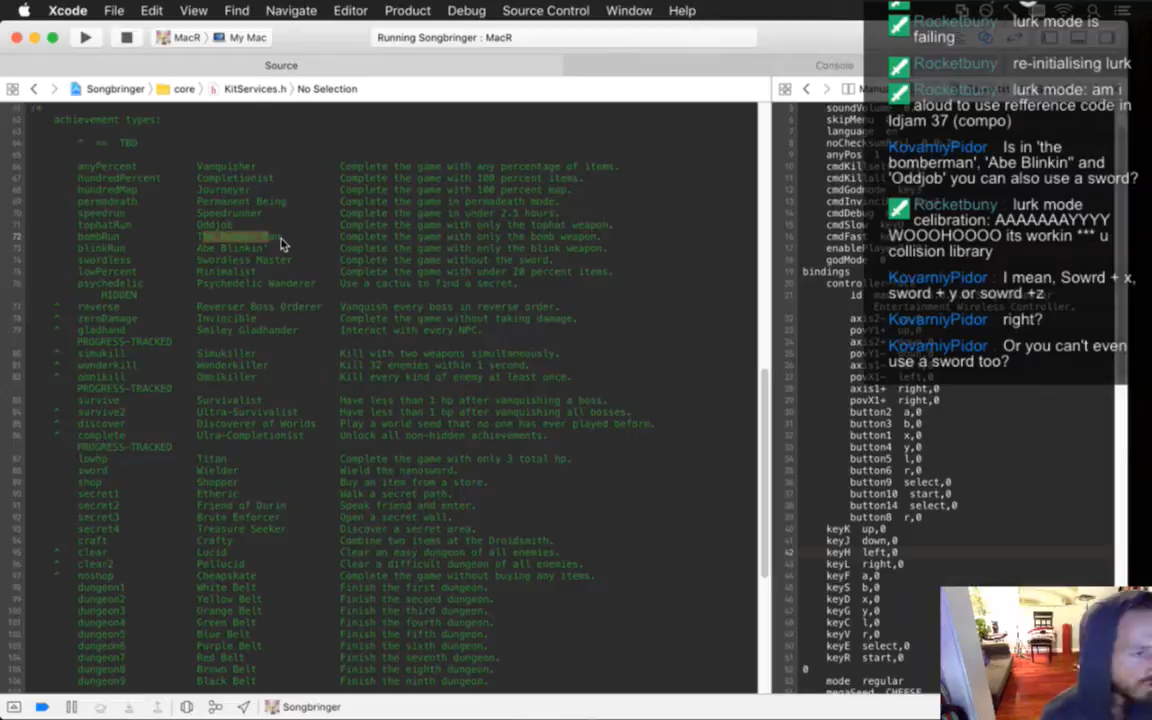 Xcode File Edit View Find Navigate Editor Product Debug Source Control Window Help
MacR My Mac
Running Songbringer : MacR
Source
Console
Songbringer core KitServices.h No Selection
achievement types:
^ == TBD
anyPercent Vanquisher Complete the game with any percentage of items.
hundredPercent Completionist Complete the game with 100 percent items.
hundredMap Journeyer Complete the game with 100 percent map.
permadeath Permanent Being Complete the game in permadeath mode.
speedrun Speedrunner Complete the game in under 2.5 hours.
tophatRun Oddjob Complete the game with only the tophat weapon.
bombRun Complete the game with only the bomb weapon.
blinkRun Abe Blinkin' Complete the game with only the blink weapon.
swordless Swordless Master Complete the game without the sword.
lowPercent Minimalist Complete the game with under 20 percent items.
psychedelic Psychedelic Wanderer Use a cactus to find a secret.
HIDDEN
^ reverse Reverser Boss Orderer Vanquish every boss in reverse order.
^ zeroDamage Invincible Complete the game without taking damage.
^ gladhand Smiley Gladhander Interact with every NPC.
PROGRESS-TRACKED
^ simukill Simukiller Kill with two weapons simultaneously.
^ wonderkill Wonderkiller Kill 32 enemies within 1 second.
^ omnikill Omnikiller Kill every kind of enemy at least once.
PROGRESS-TRACKED
survive Survivalist Have less than 1 hp after vanquishing a boss.
^ survive2 Ultra-Survivalist Have less than 1 hp after vanquishing all bosses.
^ discover Discoverer of Worlds Play a world seed that no one has ever played before.
^ complete Ulra-Completionist Unlock all non-hidden achievements.
PROGRESS-TRACKED
lowhp Titan Complete the game with only 3 total hp.
sword Wielder Wield the nanosword.
shop Shopper Buy an item from a store.
secret1 Etheric Walk a secret path.
secret2 Friend of Durin Speak friend and enter.
secret3 Brute Enforcer Open a secret wall.
secret4 Treasure Seeker Discover a secret area.
craft Crafty Combine two items at the Droidsmith.
^ clear Lucid Clear an easy dungeon of all enemies.
^ clear2 Pellucid Clear a difficult dungeon of all enemies.
^ noshop Cheapskate Complete the game without buying any items.
dungeon1 White Belt Finish the first dungeon.
dungeon2 Yellow Belt Finish the second dungeon.
dungeon3 Orange Belt Finish the third dungeon.
dungeon4 Green Belt Finish the fourth dungeon.
dungeon5 Blue Belt Finish the fifth dungeon.
dungeon6 Purple Belt Finish the sixth dungeon.
dungeon7 Red Belt Finish the seventh dungeon.
dungeon8 Brown Belt Finish the eighth dungeon.
dungeon9 Black Belt Finish the ninth dungeon.
Songbringer
skipMenu
language en
cmdDebug
bindings
axis1+ right,0
povX1+ right,0
button2 a,0
button3 b,0
button1 x,0
button4 y,0
button5 l,0
button6 r,0
button9 select,0
button10 start,0
button14 select,0
button8 r,0
keyK up,0
keyJ down,0
42 keyH left,0
keyL right,0
keyF a,0
keyS b,0
keyD x,0
keyG y,0
keyC l,0
keyV r,0
keyE select,0
keyR start,0
0
mode regular
Rocketbuny lurk mode is
failing
Rocketbuny re-initialising lurk
Rocketbuny lurk mode: am i
aloud to use refference code in
ldjam 37 (compo)
KovarniyPidor Is in 'the
bomberman', 'Abe Blinkin'' and
'Oddjob' you can also use a sword?
Rocketbuny lurk mode
celibration: AAAAAAAYYYY
WOOOHOOOO its workin *** u
collision library
KovarniyPidor I mean, Sowrd + x,
sword + y or sowrd +z
KovarniyPidor right?
KovarniyPidor Or you can't even
use a sword too?